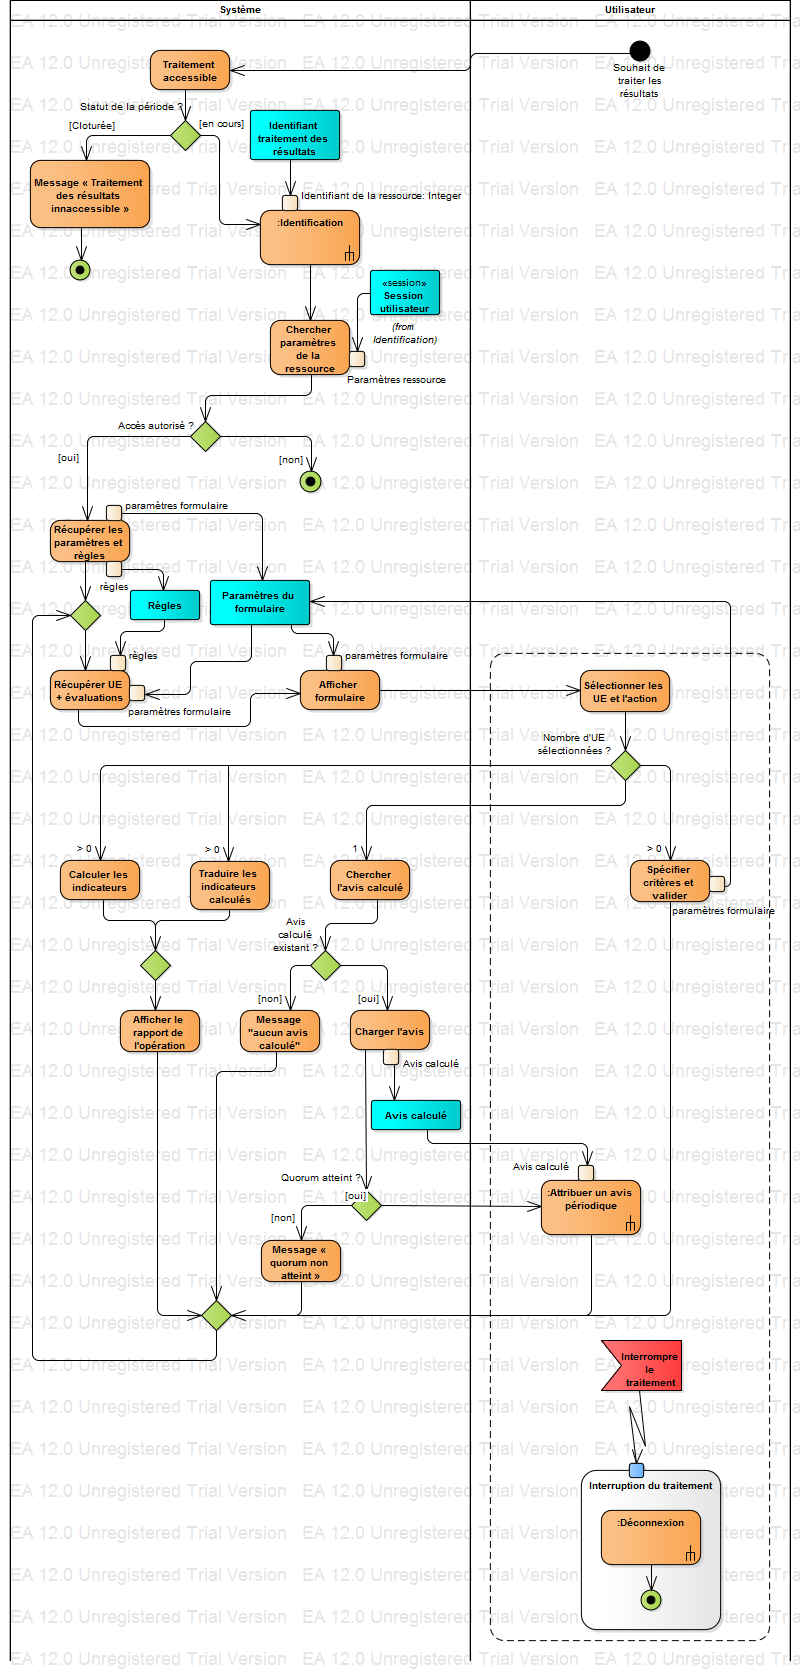 Système
Utilisateur
Traitement
accessible
Souhait de
traiter les
résultats
Statut de la période ?
[Cloturée]
[en cours]
Identifiant
traitement des
résultats
Message « Traitement
des résultats
innaccessible »
Identifiant de la ressource: Integer
:Identification
«session»
Session
utilisateur
(from
Identification)
Chercher
paramètres
de la
ressource
Paramètres ressource
Accès autorisé ?
[oui]
[non]
paramètres formulaire
Récupérer les
paramètres et
règles
règles
Règles
Paramètres du
formulaire
règles
paramètres formulaire
Récupérer UE
+ évaluations
paramètres formulaire
Afficher
formulaire
Sélectionner les
UE et l'action
Nombre d'UE
sélectionnées ?
> 0
> 0
1
> 0
Calculer les
indicateurs
Traduire les
indicateurs
calculés
Chercher
l'avis calculé
Spécifier
critères et
valider
paramètres formulaire
Avis
calculé
existant ?
[non]
[oui]
Afficher le
rapport de
l'opération
Message
"aucun avis
calculé"
Charger l'avis
Avis calculé
Avis calculé
Avis calculé
Quorum atteint ?
[oui]
[non]
:Attribuer un avis
périodique
Message «
quorum non
atteint »
Interrompre
le
traitement
Interruption du traitement
:Déconnexion
EA 12.0 Unregistered Trial Version